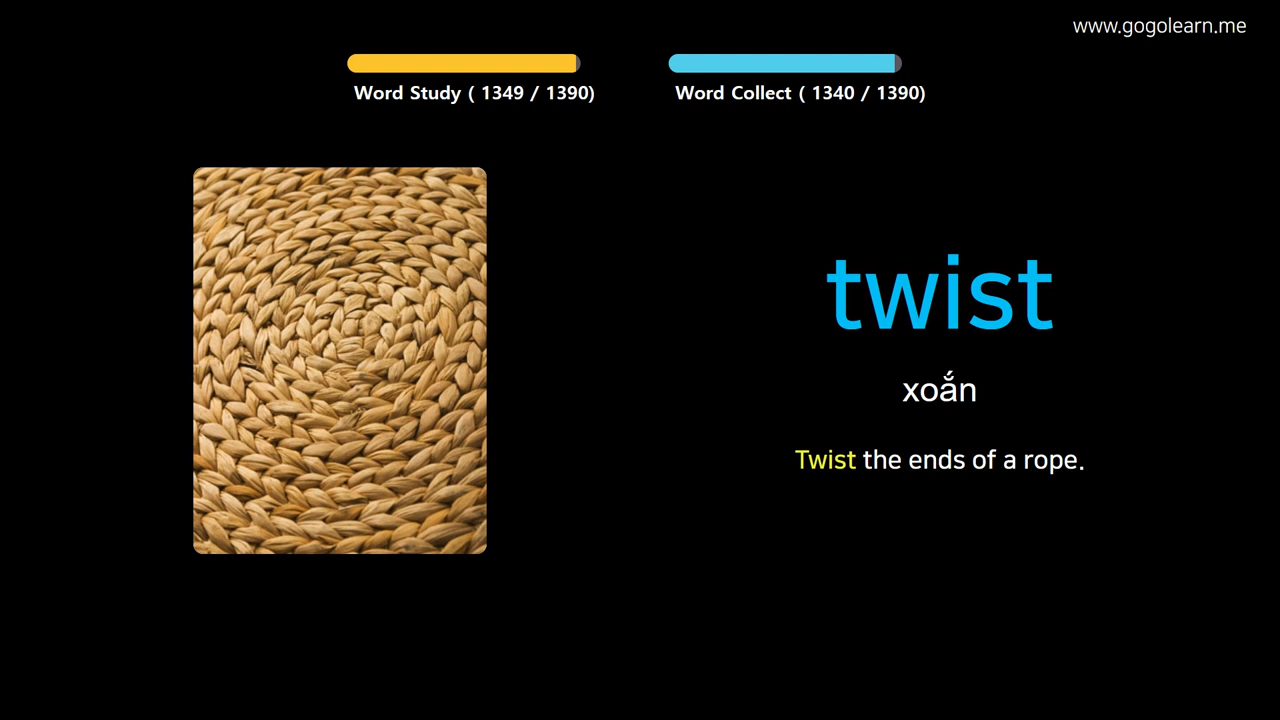 www.gogolearn.me
Word Study ( 1349 / 1390)
Word Collect ( 1340 / 1390)
twist
xoắn
Twist the ends of a rope.